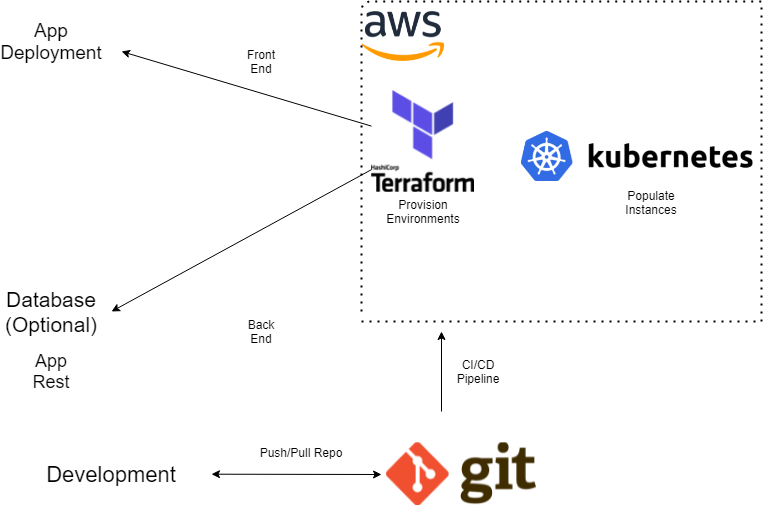 App
Deployment
Front
End
aws
HashiCorp
Terraform
Provision
Environments
kubernetes
Populate
Instances
Database
(Optional)
App
Rest
Back
End
CI/CD
Pipeline
Development
Push/Pull Repo
git